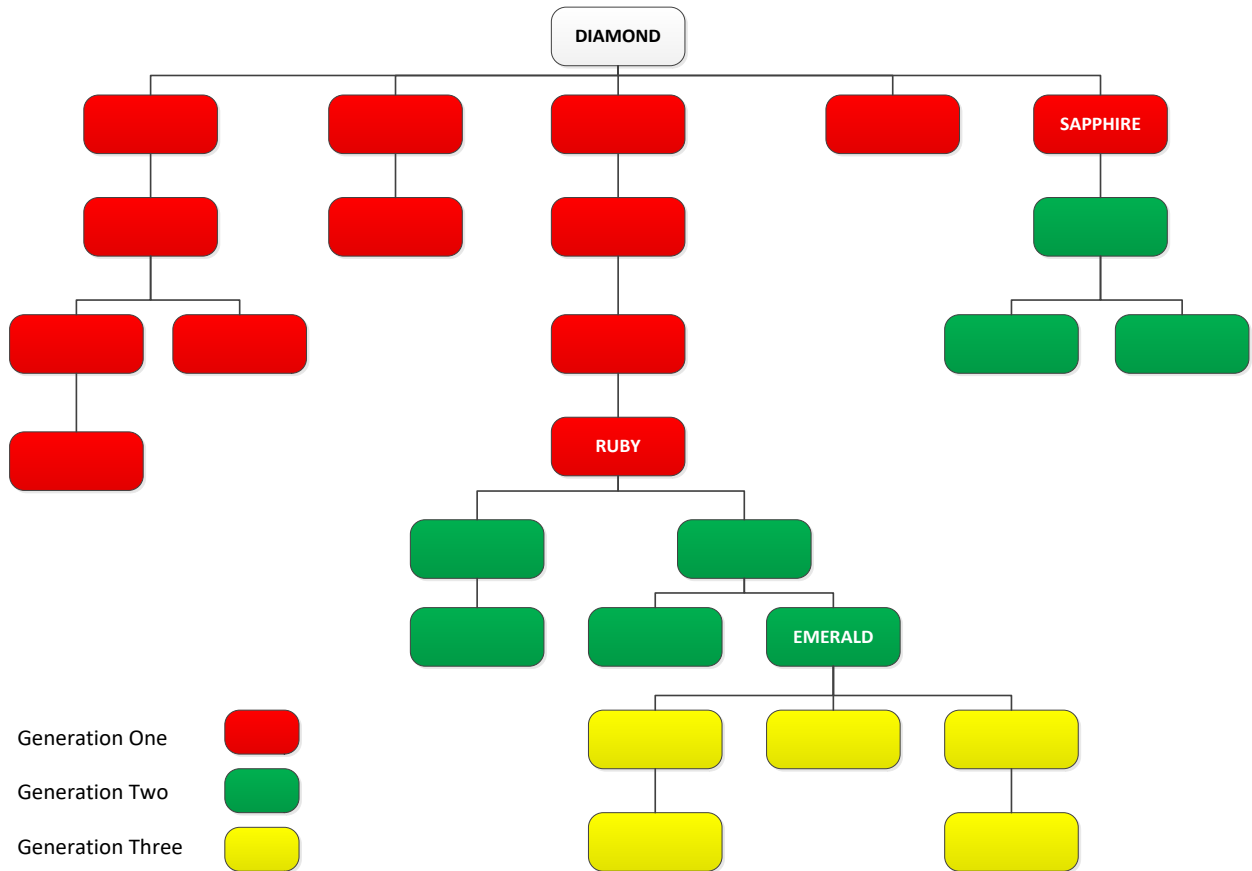 DIAMOND
SAPPHIRE
RUBY
EMERALD
Generation One
Generation Two
Generation Three